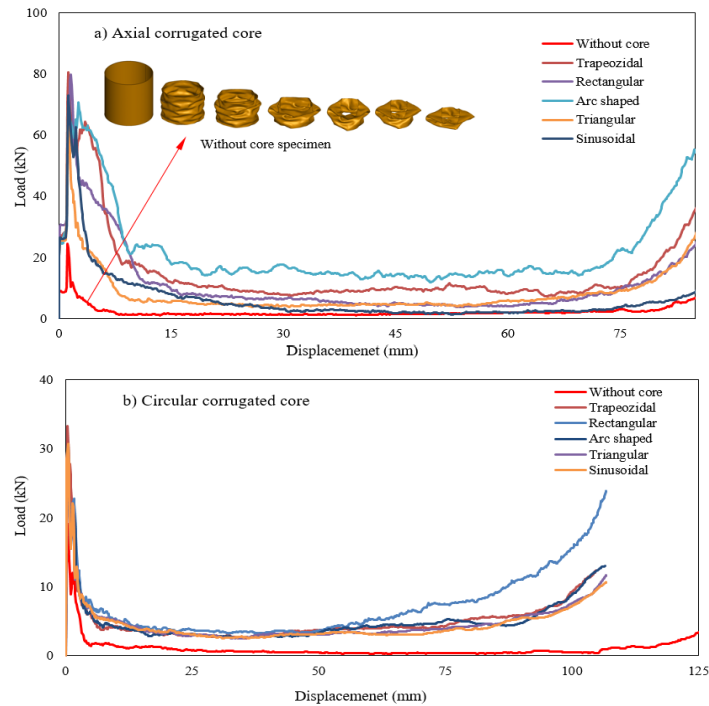 100
a) Axial corrugated core
Without core
Trapeozidal
Rectangular
Arc shaped
Triangular
Sinusoidal
80
60
40
20
0
Without core specimen
Load (kN)
0 15 30 45 60 75
Displacemenet (mm)
40
b) Circular corrugated core
Without core
Trapeozidal
Rectangular
Arc shaped
Triangular
Sinusoidal
30
20
10
0
Load (kN)
0 25 50 75 100 125
Displacemenet (mm)